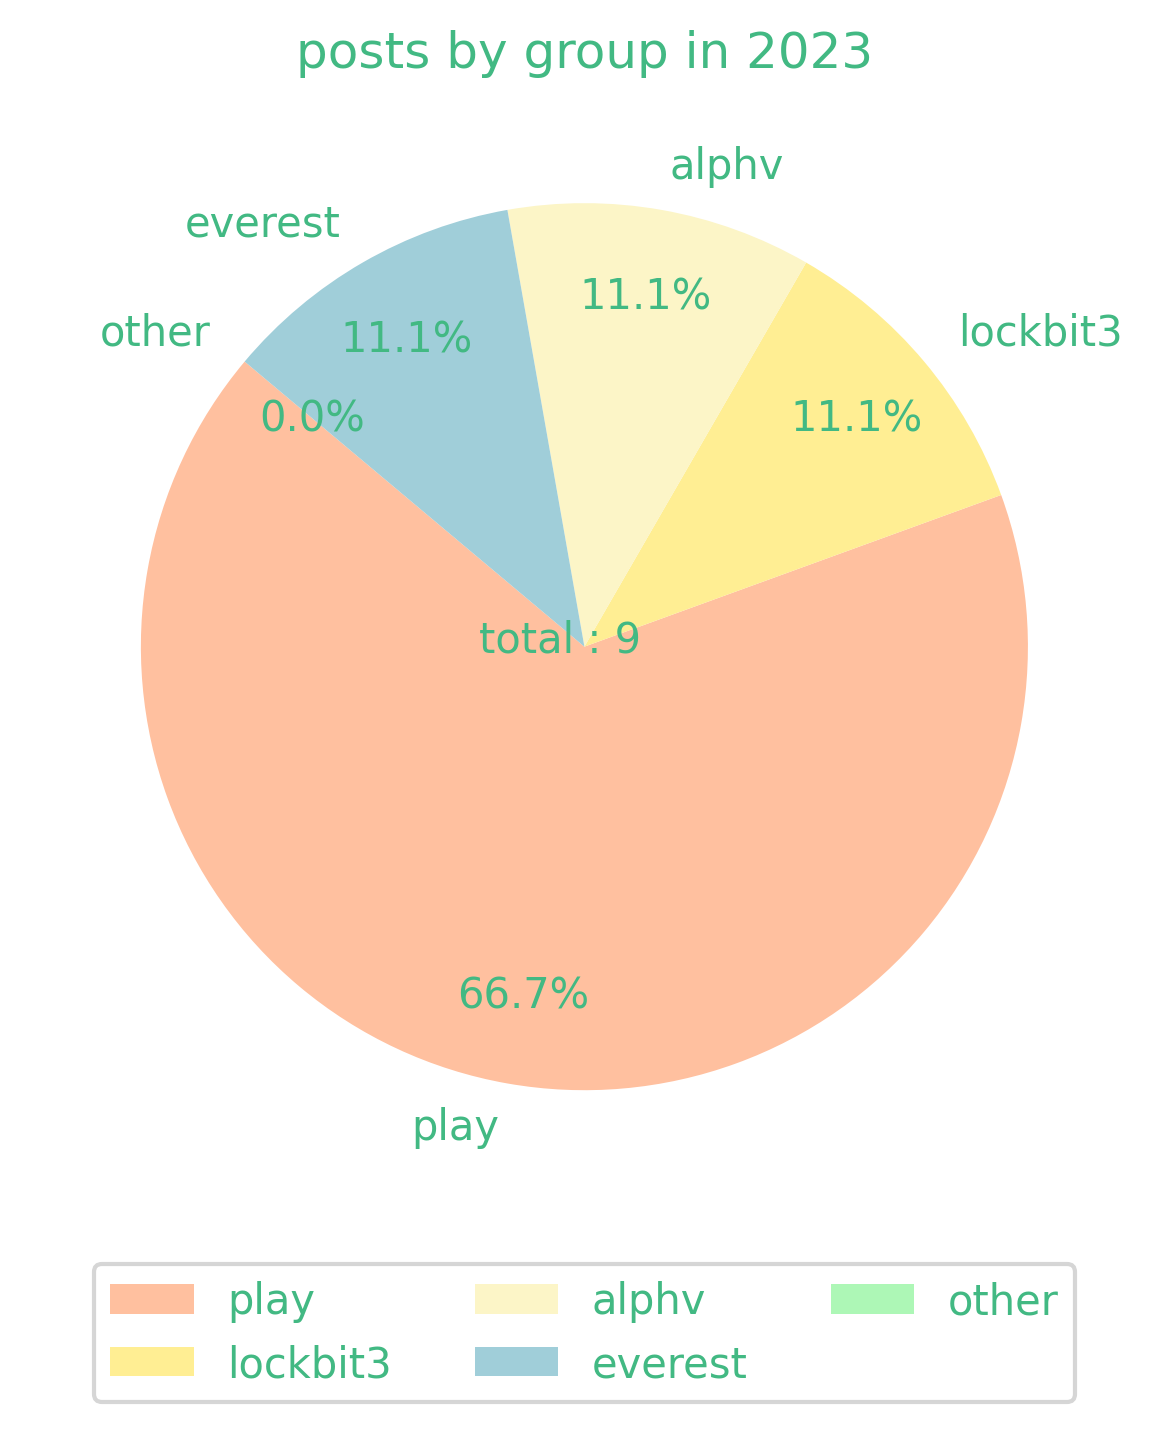 posts by group in 2023
alphv
everest
other
lockbit3
11.1%
11.1%
0.0%
11.1%
total : 9
66.7%
play
play
alphv
other
lockbit3
everest